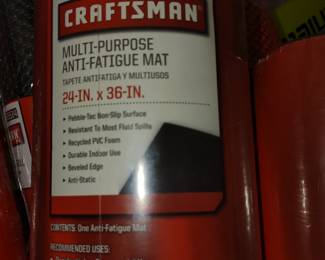 CRAFTSMAN
MULTI-PURPOSE
ANTI-FATIGUE MAT
TAPETE ANTIFATIGA Y MULTIUSOS
24-IN. x 36-IN.
• Pebble-Tec Non-Slip Surface
• Resistant To Most Fluid Spills
• Recycled PVC Foam
• Durable Indoor Use
• Beveled Edge
• Anti-Static
CONTENTS: One Anti-Fatigue Mat
RECOMMENDED USES: